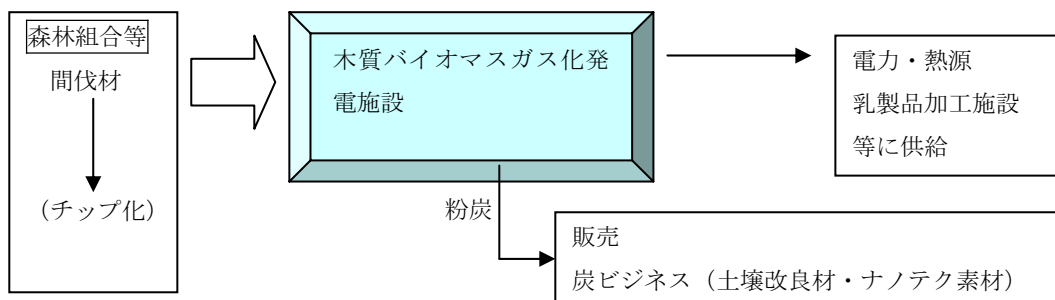 森林組合等
間伐材
（チップ化）
木質バイオマスガス化発
電施設
電力・熱源
乳製品加工施設
等に供給
粉炭
販売
炭ビジネス（土壌改良材・ナノテク素材）